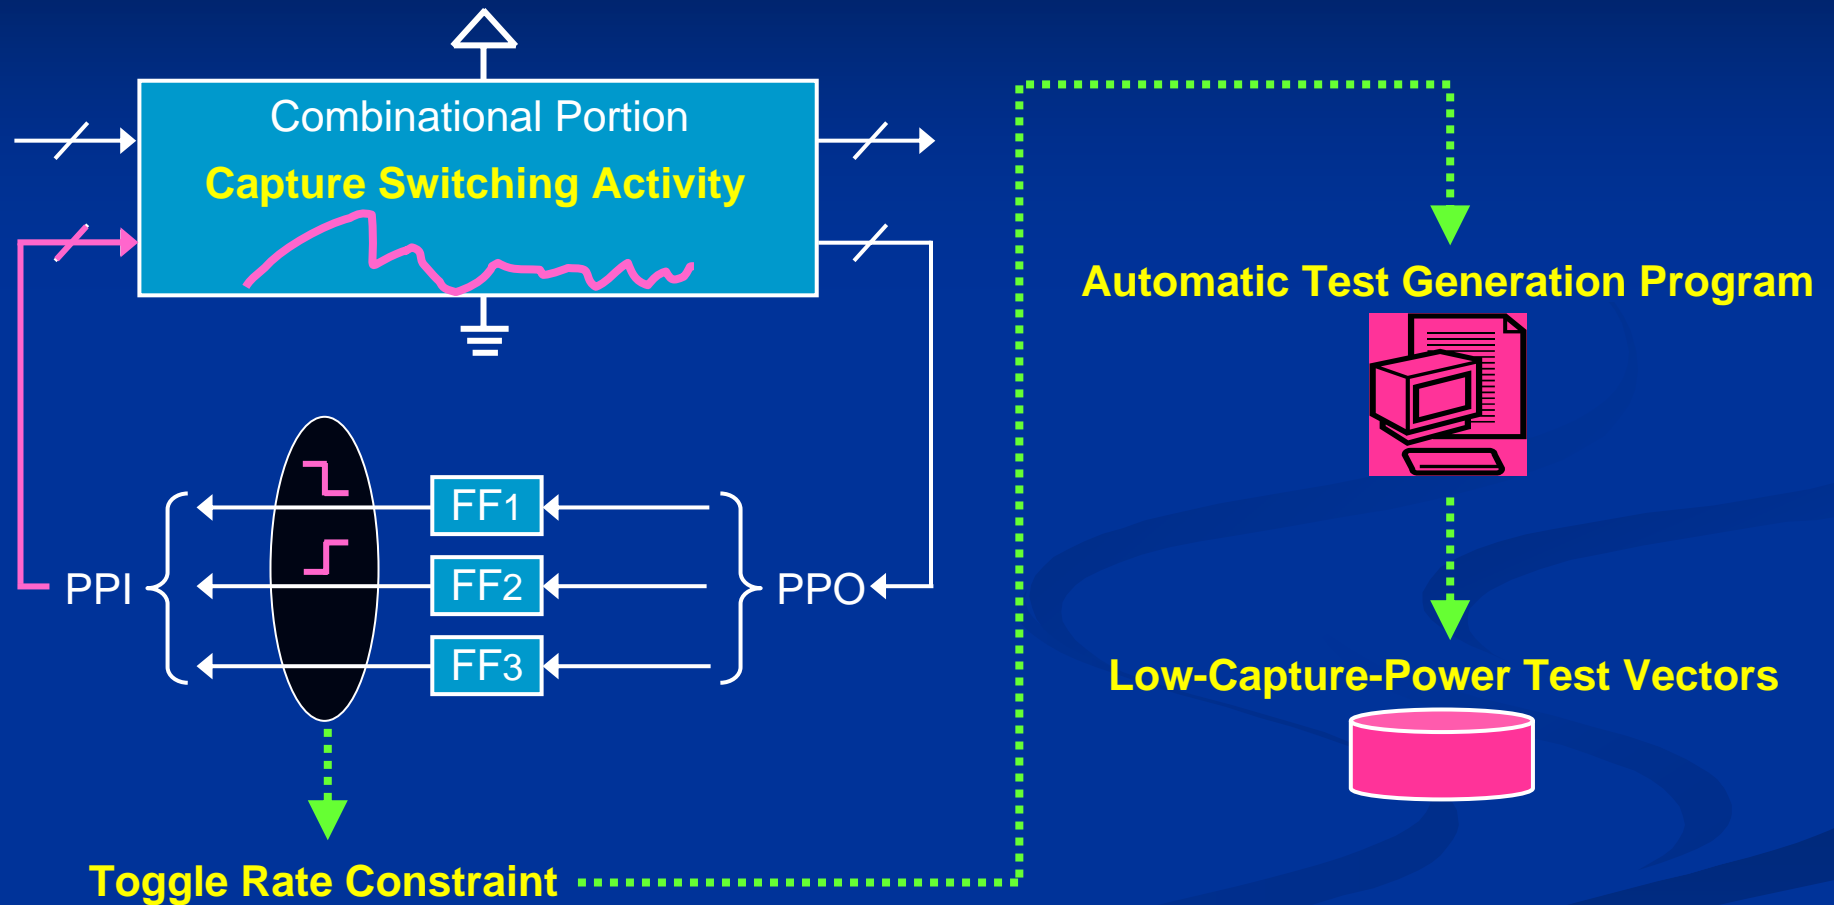 Combinational Portion
Capture Switching Activity
FF1
FF2
FF3
PPI
PPO
Toggle Rate Constraint
Automatic Test Generation Program
Low-Capture-Power Test Vectors